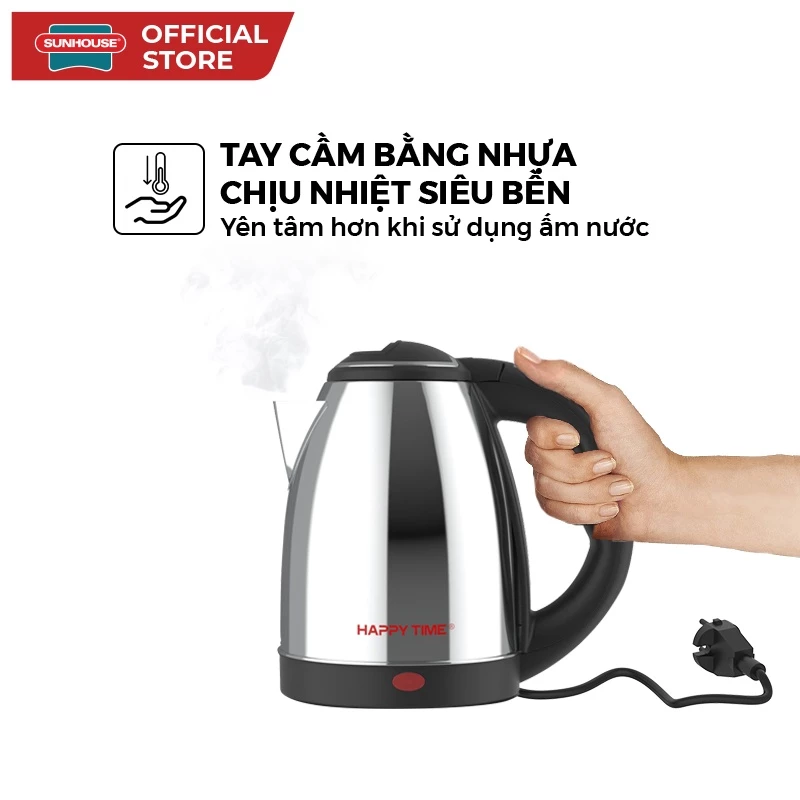 SUNHOUSE®
OFFICIAL
STORE
TAY CẦM BẰNG NHỰA
CHỊU NHIỆT SIÊU BỀN
Yên tâm hơn khi sử dụng ấm nước
HAPPY TIME®